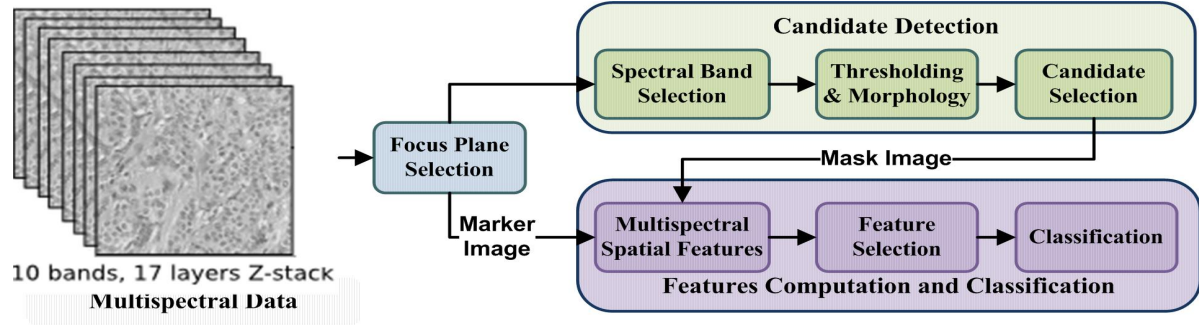 10 bands, 17 layers Z-stack
Multispectral Data
Focus Plane
Selection
Candidate Detection
Spectral Band
Selection
Thresholding
& Morphology
Candidate
Selection
Mask Image
Marker
Image
Multispectral
Spatial Features
Feature
Selection
Classification
Features Computation and Classification